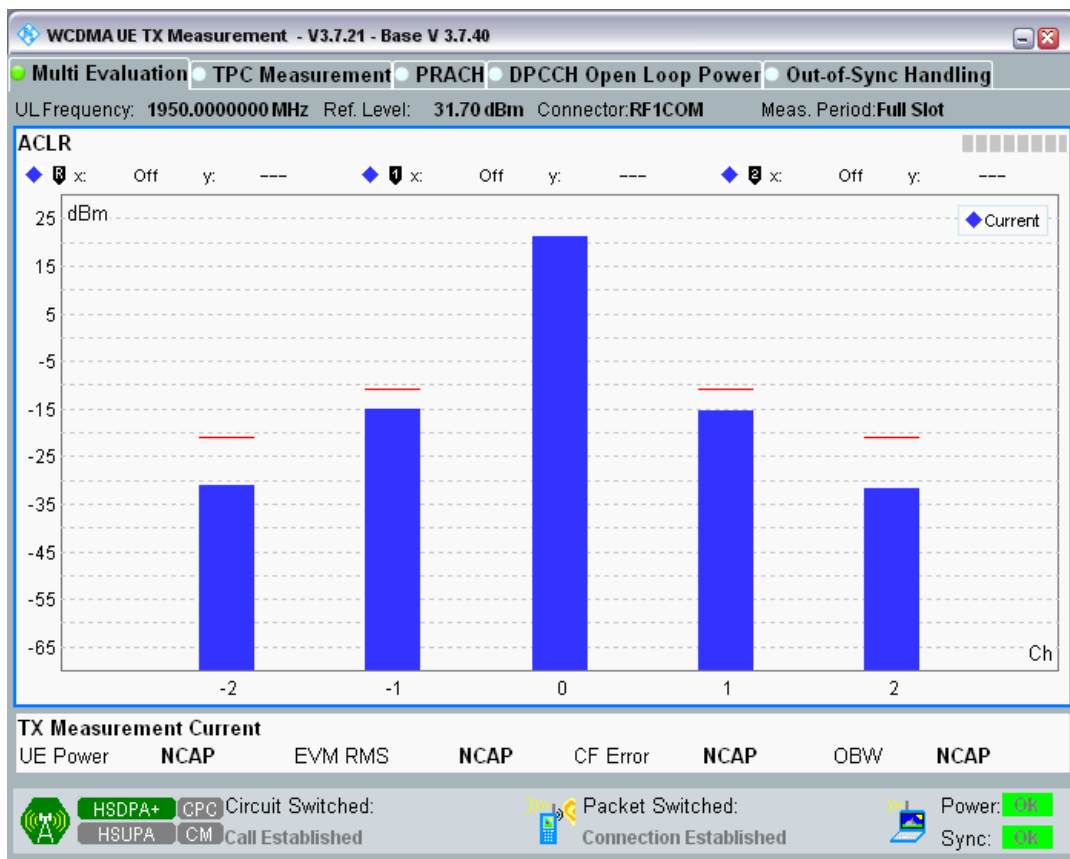 WCDMA UE TX Measurement - V3.7.21 - Base V 3.7.40
Multi Evaluation TPC Measurement PRACH DPCCH Open Loop Power Out-of-Sync Handling
UL Frequency: 1950.0000000 MHz Ref. Level: 31.70 dBm Connector:RF1COM Meas. Period:Full Slot
ACLR
R x: Off y: --- 1 x: Off y: --- 2 x: Off y: ---
dBm
Current
25
15
5
-5
-15
-25
-35
-45
-55
-65
Ch
-2 -1 0 1 2
TX Measurement Current
UE Power NCAP EVM RMS NCAP CF Error NCAP OBW NCAP
HSDPA+ CPC Circuit Switched: Packet Switched: Power: OK
HSUPA CM Call Established Connection Established Sync: OK